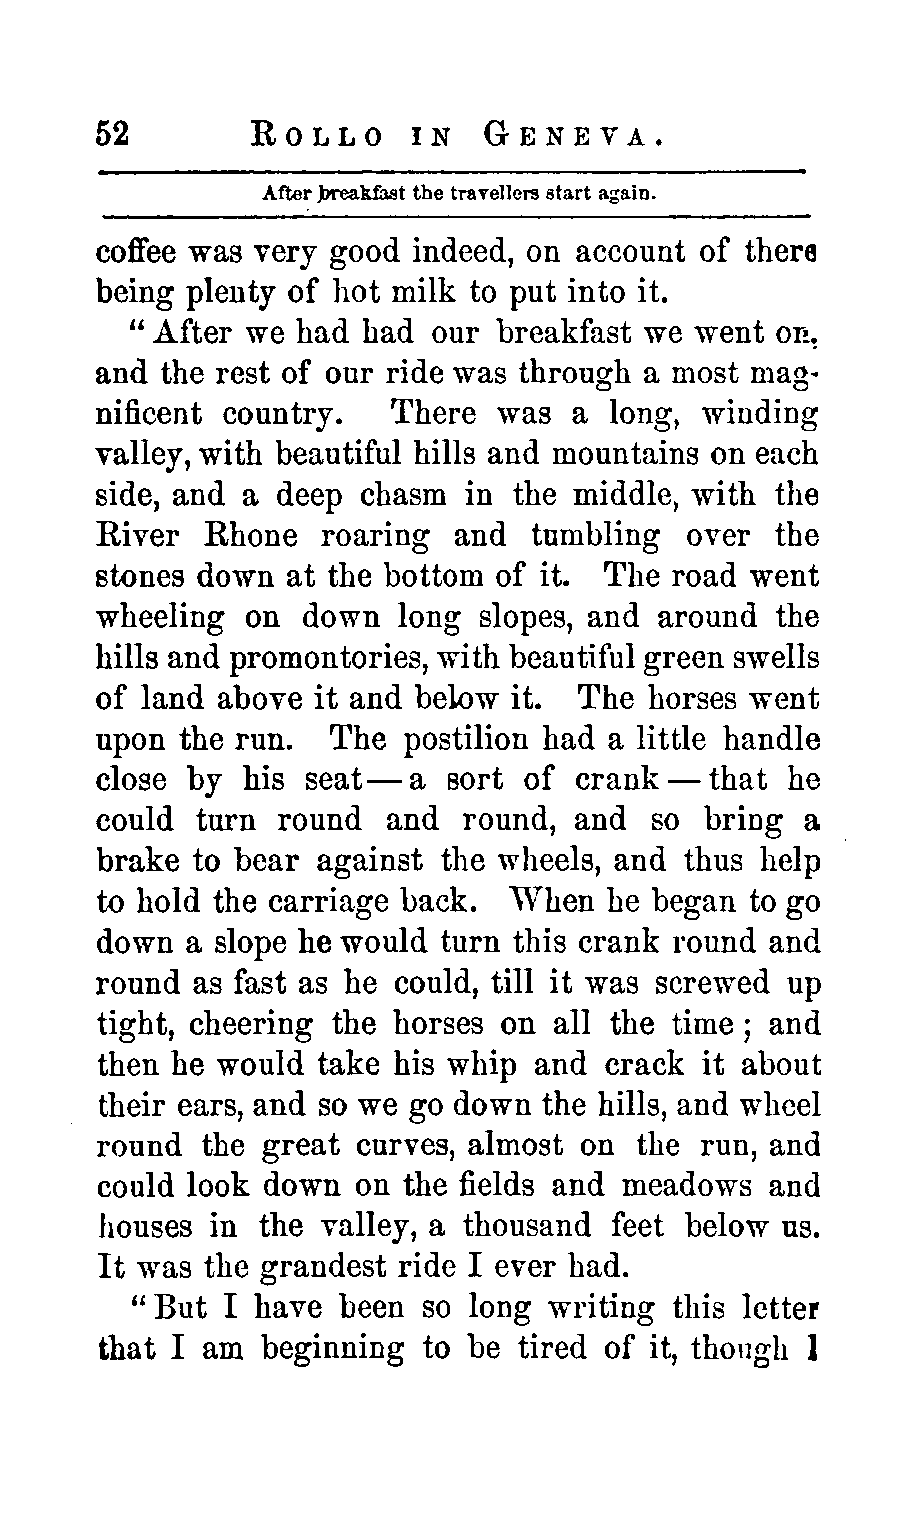 52 ROLLO IN GENEVA.
After breakfast the travellers start again.
coffee was very good indeed, on account of there
being plenty of hot milk to put into it.
“After we had had our breakfast we went on,
and the rest of our ride was through a most mag-
nificent country. There was a long, winding
valley, with beautiful hills and mountains on each
side, and a deep chasm in the middle, with the
River Rhone roaring and tumbling over the
stones down at the bottom of it. The road went
wheeling on down long slopes, and around the
hills and promontories, with beautiful green swells
of land above it and below it. The horses went
upon the run. The postilion had a little handle
close by his seat—a sort of crank—that he
could turn round and round, and so bring a
brake to bear against the wheels, and thus help
to hold the carriage back. When he began to go
down a slope he would turn this crank round and
round as fast as he could, till it was screwed up
tight, cheering the horses on all the time; and
then he would take his whip and crack it about
their ears, and so we go down the hills, and wheel
round the great curves, almost on the run, and
could look down on the fields and meadows and
houses in the valley, a thousand feet below us.
It was the grandest ride I ever had.
“But I have been so long writing this letter
that I am beginning to be tired of it, though I